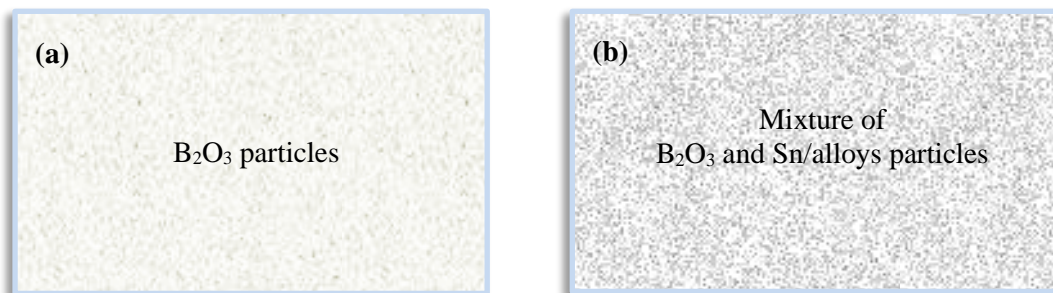 (a)
B₂O₃ particles
(b)
Mixture of
B₂O₃ and Sn/alloys particles